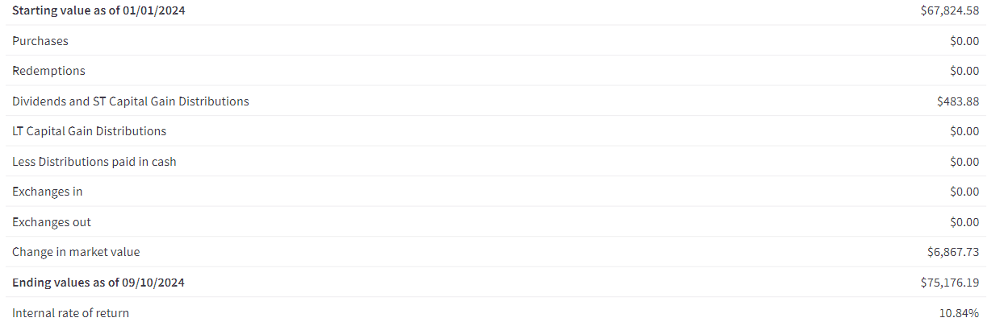 Starting value as of 01/01/2024 $67,824.58
Purchases $0.00
Redemptions $0.00
Dividends and ST Capital Gain Distributions $483.88
LT Capital Gain Distributions $0.00
Less Distributions paid in cash $0.00
Exchanges in $0.00
Exchanges out $0.00
Change in market value $6,867.73
Ending values as of 09/10/2024 $75,176.19
Internal rate of return 10.84%